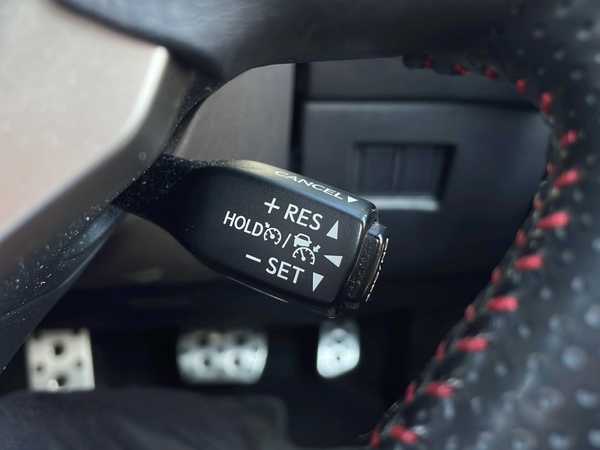 CANCEL▼
+ RES ▲
HOLD / ◀
− SET ▼